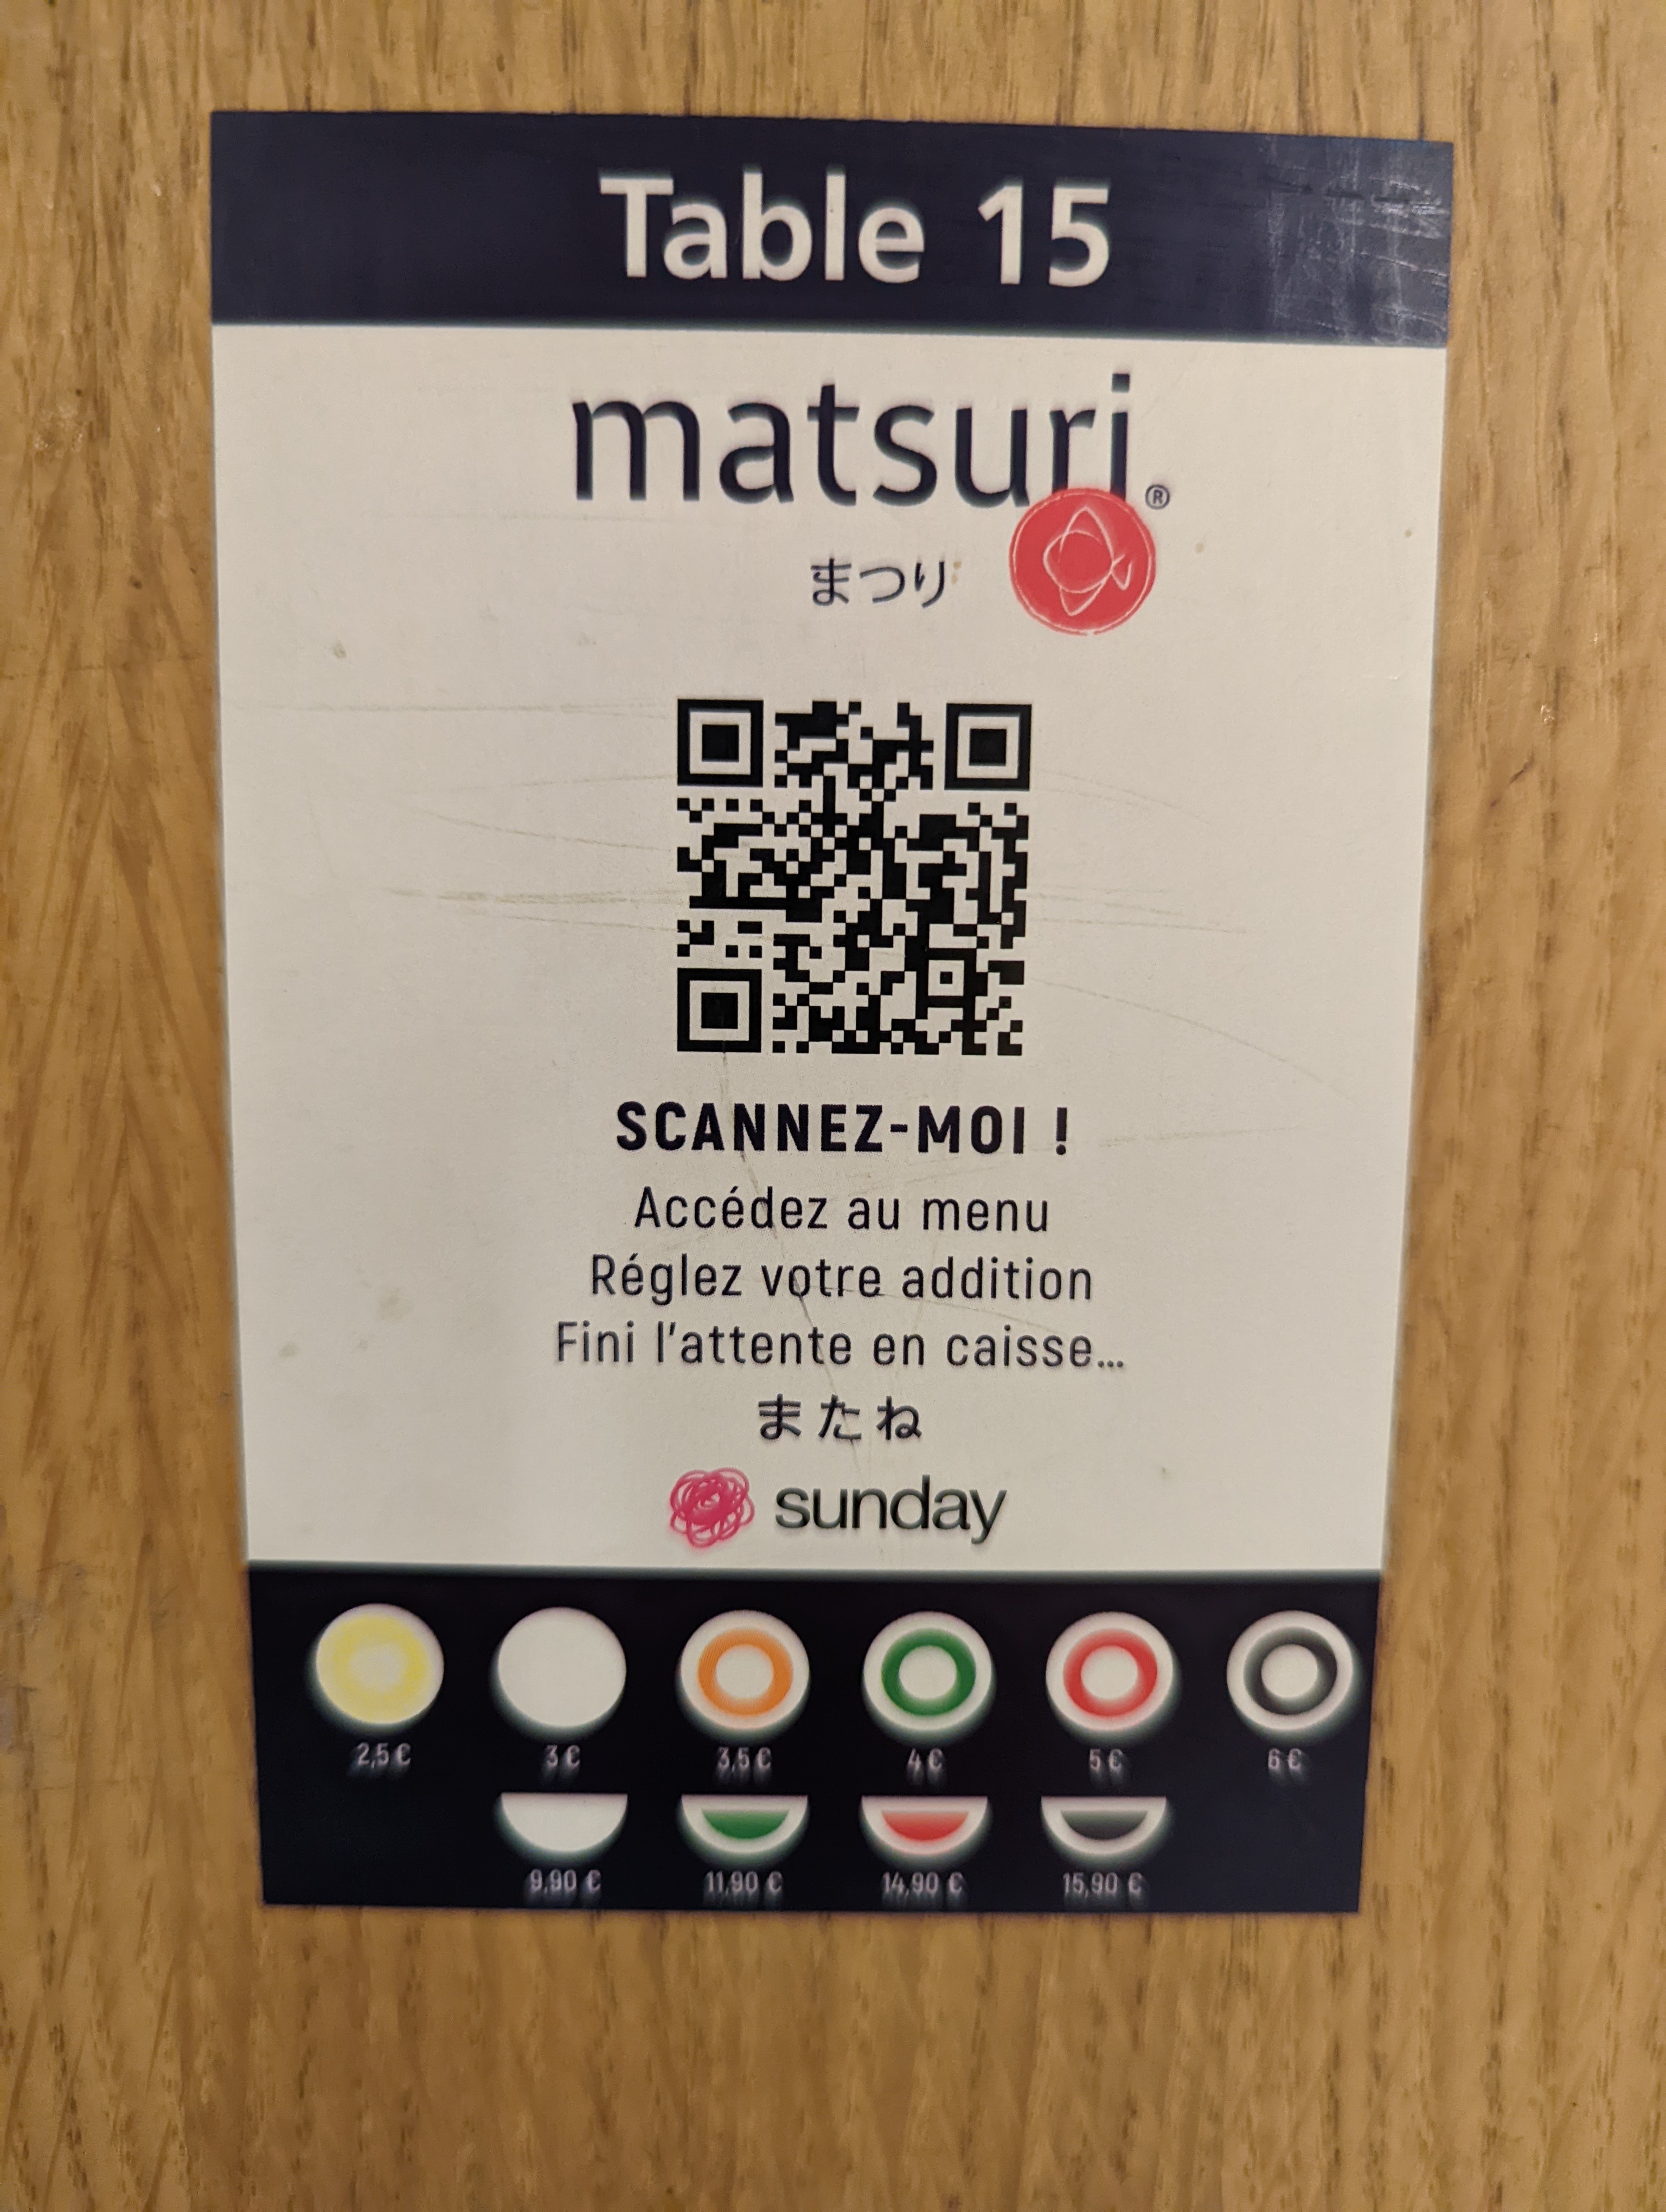 Table 15
matsuri®
まつり
SCANNEZ-MOI !
Accédez au menu
Réglez votre addition
Fini l'attente en caisse...
またね
sunday
2,5 € 3 € 3,5 € 4 € 5 € 6 €
9,90 € 11,90 € 14,90 € 15,90 €